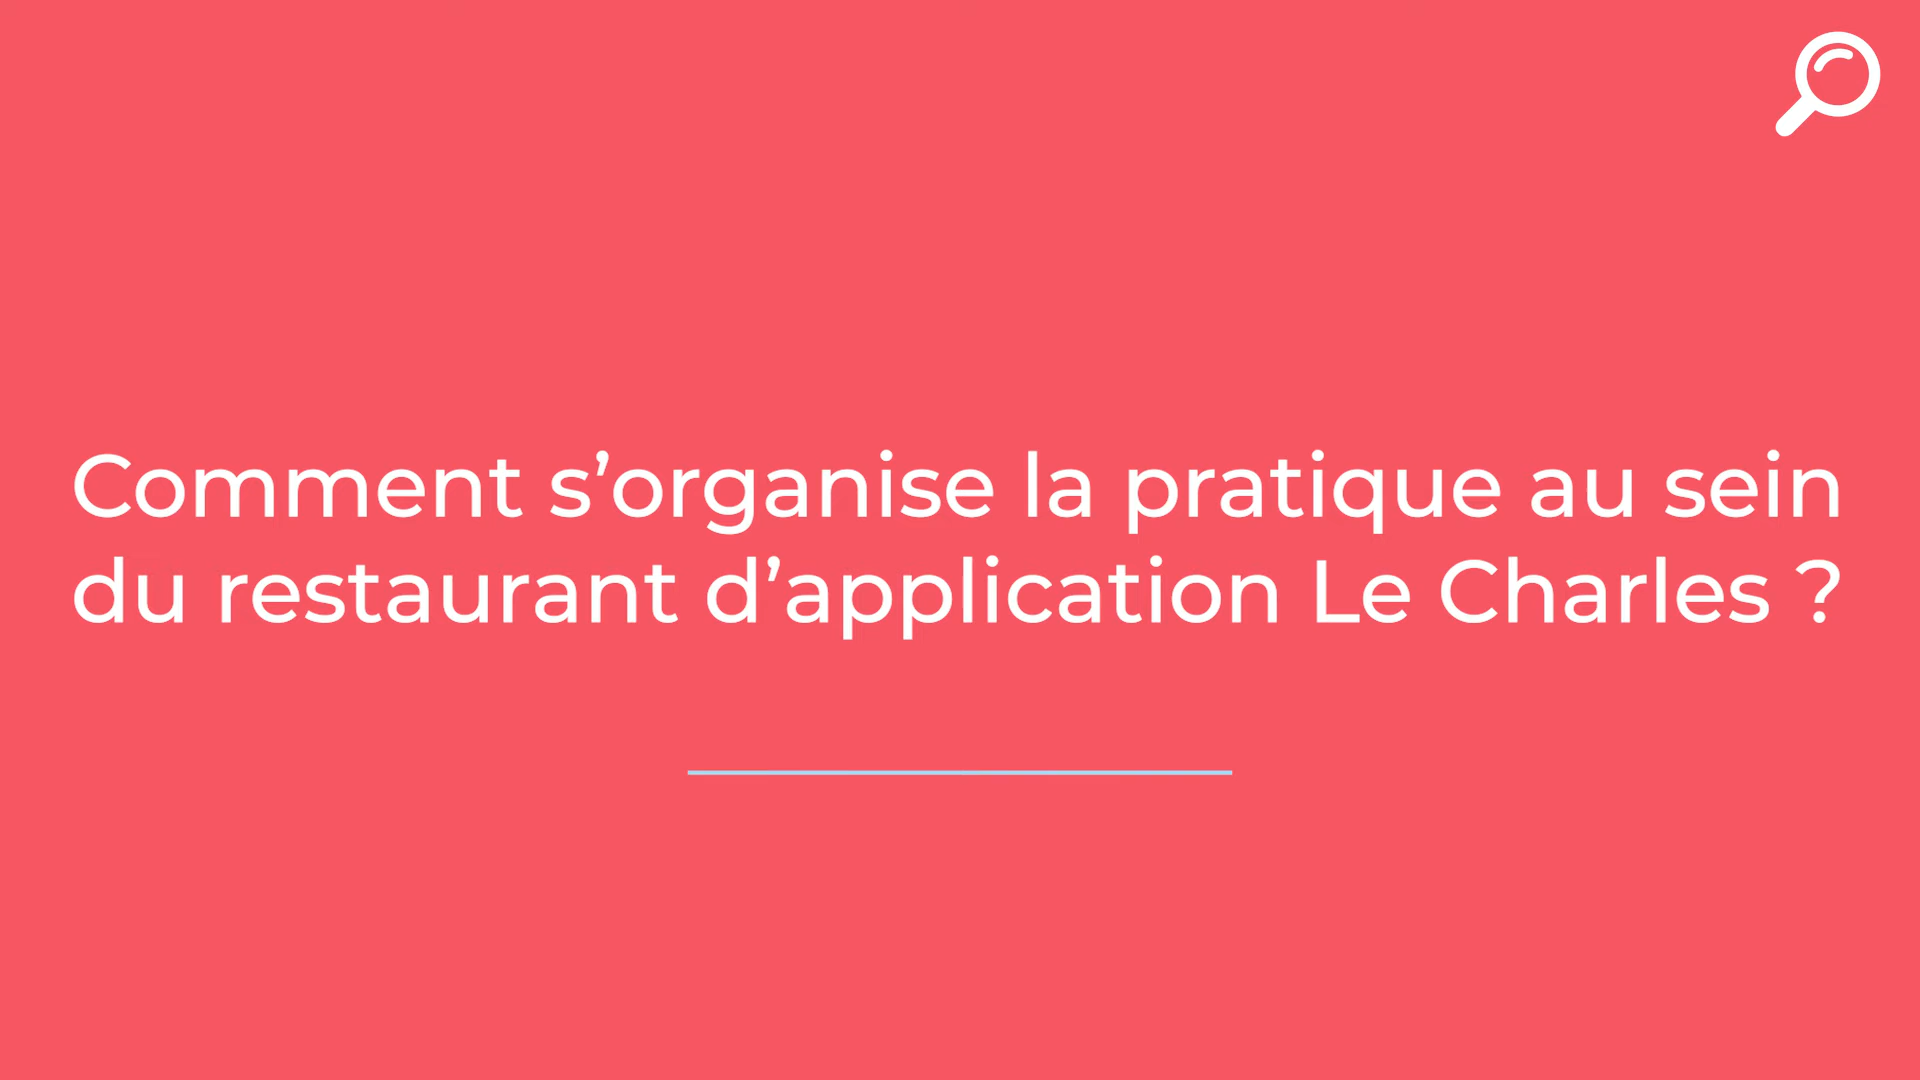 Comment s’organise la pratique au sein
du restaurant d’application Le Charles ?